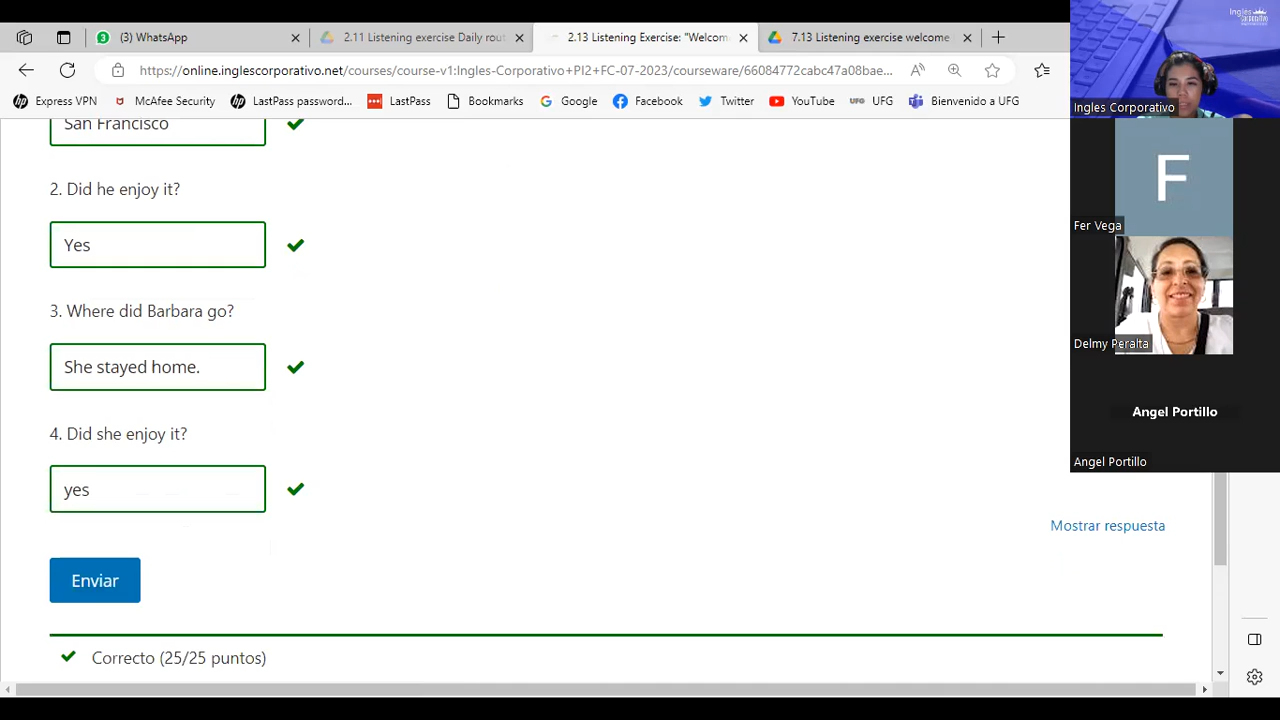 (3) WhatsApp
2.11 Listening exercise Daily rout
2.13 Listening Exercise: "Welcom
7.13 Listening exercise welcome
https://online.inglescorporativo.net/courses/course-v1:Ingles-Corporativo+PI2+FC-07-2023/courseware/66084772cabc47a08bae...
Express VPN
McAfee Security
LastPass password...
LastPass
Bookmarks
Google
Facebook
Twitter
YouTube
UFG
UFG
Bienvenido a UFG
San Francisco
2. Did he enjoy it?
Yes
3. Where did Barbara go?
She stayed home.
4. Did she enjoy it?
yes
Mostrar respuesta
Enviar
Correcto (25/25 puntos)
Ingles Corporativo
F
Fer Vega
Delmy Peralta
Angel Portillo
Angel Portillo